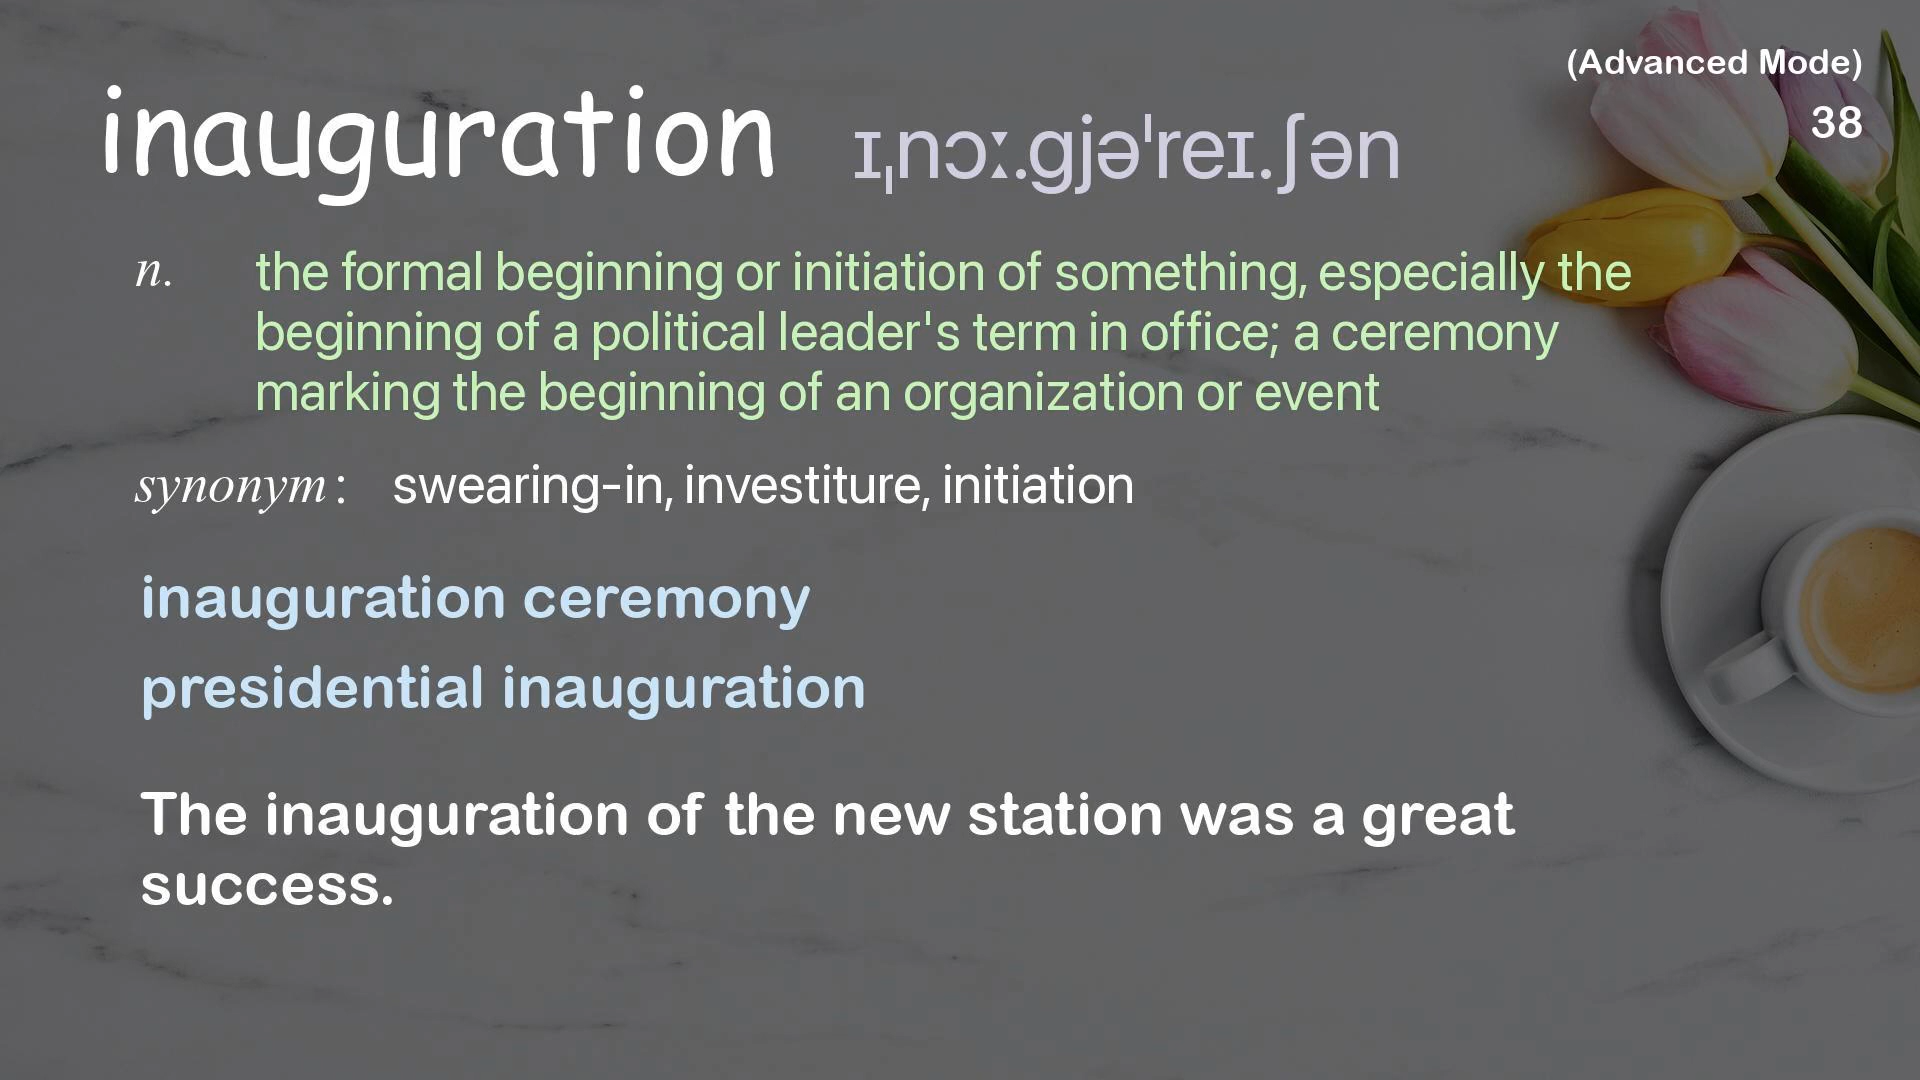 (Advanced Mode)
38
inauguration ɪˌnɔː.gjəˈreɪ.ʃən
n. the formal beginning or initiation of something, especially the
beginning of a political leader's term in office; a ceremony
marking the beginning of an organization or event
synonym: swearing-in, investiture, initiation
inauguration ceremony
presidential inauguration
The inauguration of the new station was a great
success.